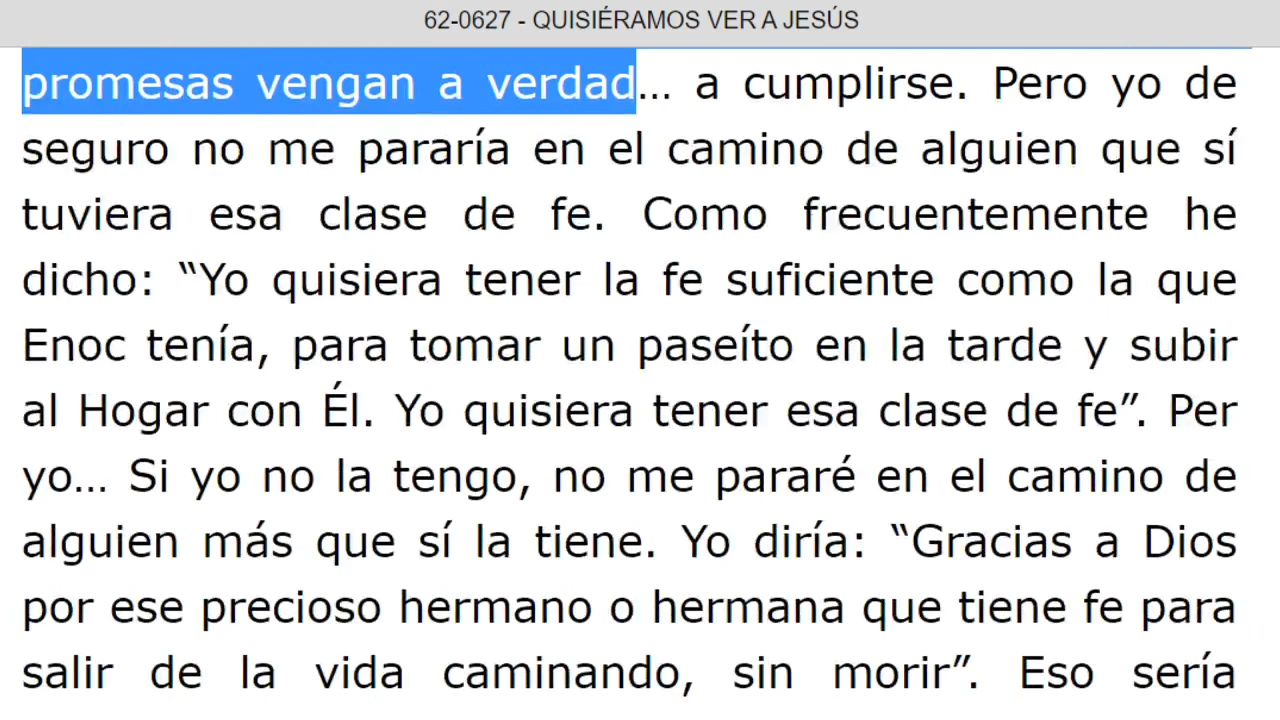 62-0627 - QUISIÉRAMOS VER A JESÚS
promesas vengan a verdad... a cumplirse. Pero yo de
seguro no me pararía en el camino de alguien que sí
tuviera esa clase de fe. Como frecuentemente he
dicho: “Yo quisiera tener la fe suficiente como la que
Enoc tenía, para tomar un paseíto en la tarde y subir
al Hogar con Él. Yo quisiera tener esa clase de fe”. Per
yo... Si yo no la tengo, no me pararé en el camino de
alguien más que sí la tiene. Yo diría: “Gracias a Dios
por ese precioso hermano o hermana que tiene fe para
salir de la vida caminando, sin morir”. Eso sería